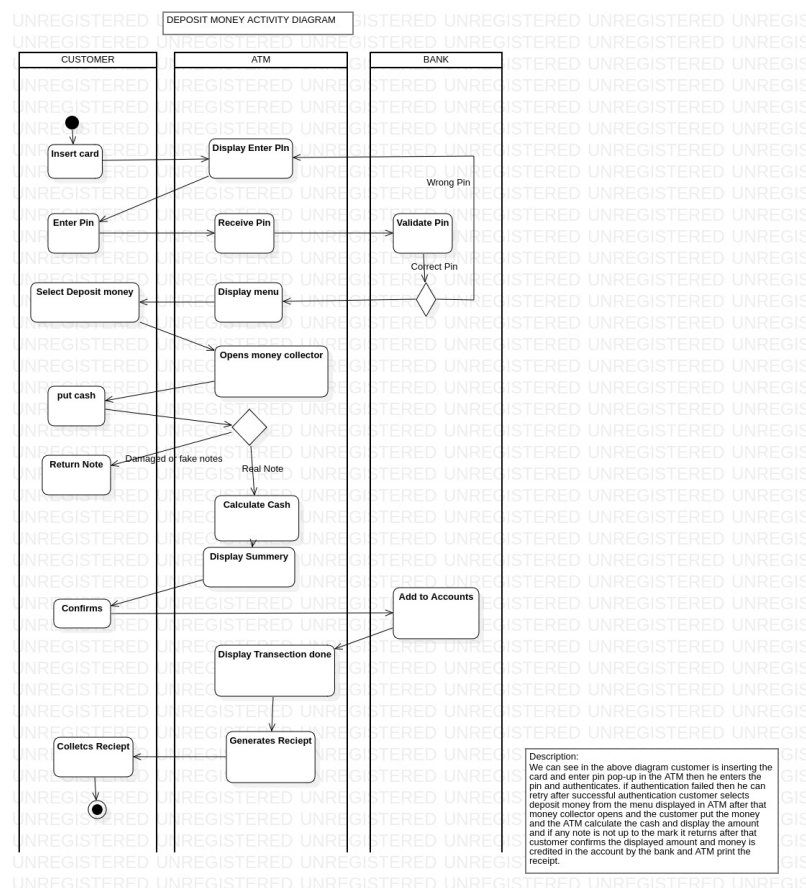 DEPOSIT MONEY ACTIVITY DIAGRAM
CUSTOMER
ATM
BANK
Insert card
Display Enter PIn
Wrong Pin
Enter Pin
Receive Pin
Validate Pin
Correct Pin
Select Deposit money
Display menu
Opens money collector
put cash
Damaged or fake notes
Return Note
Real Note
Calculate Cash
Display Summery
Confirms
Add to Accounts
Display Transection done
Generates Reciept
Colletcs Reciept
Description:
We can see in the above diagram customer is inserting the
card and enter pin pop-up in the ATM then he enters the
pin and authenticates. if authentication failed then he can
retry after successful authentication customer selects
deposit money from the menu displayed in ATM after that
money collector opens and the customer put the money
and the ATM calculate the cash and display the amount
and if any note is not up to the mark it returns after that
customer confirms the displayed amount and money is
credited in the account by the bank and ATM print the
receipt.
UNREGISTERED